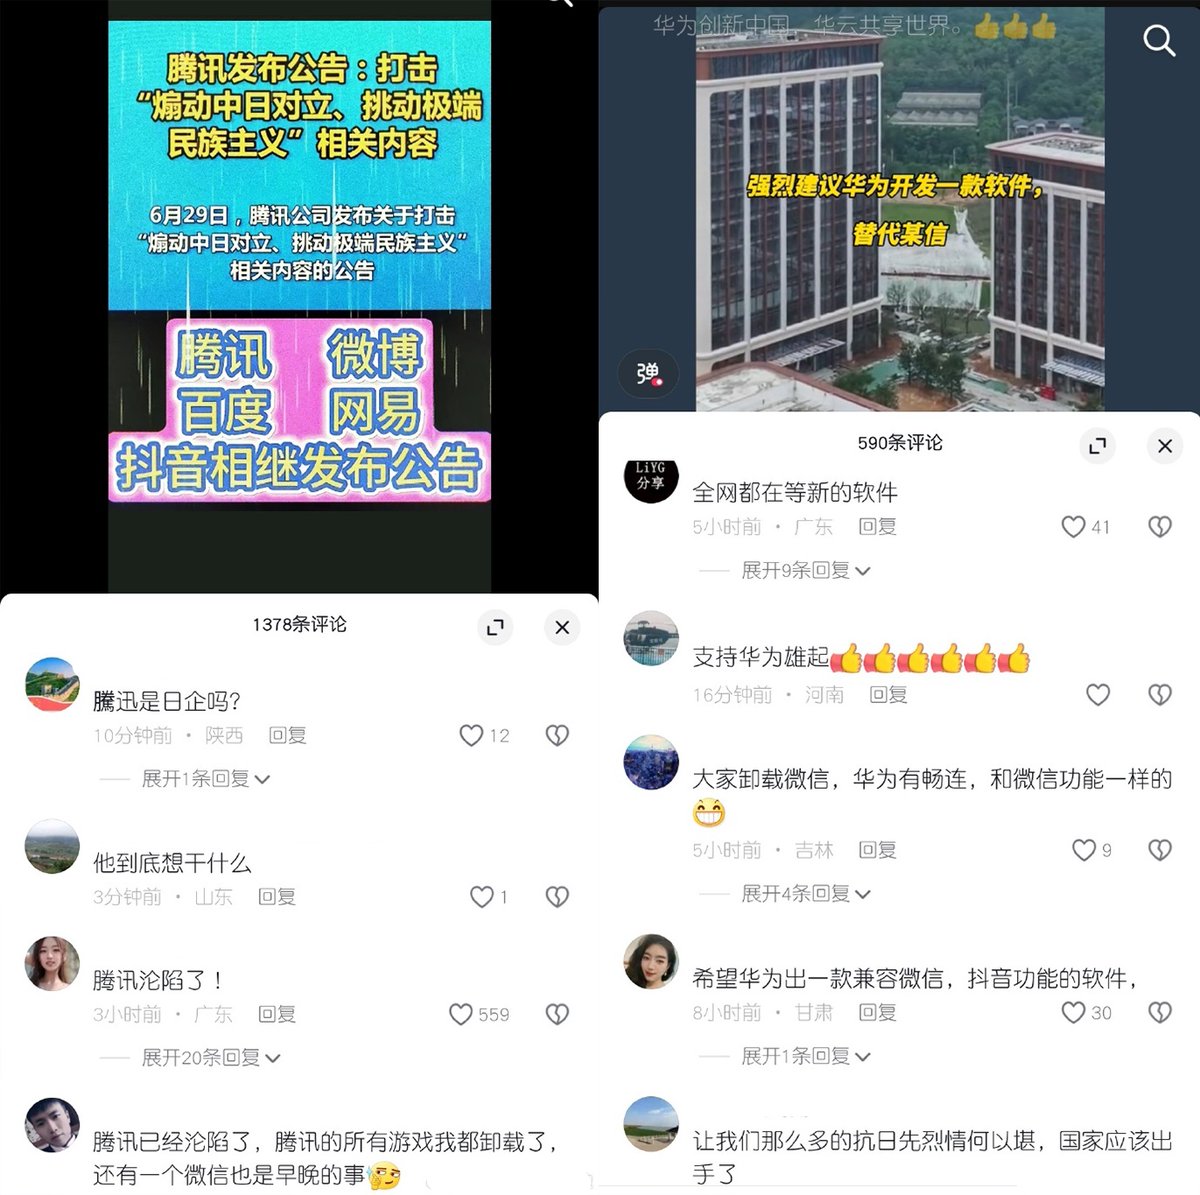 腾讯发布公告：打击
“煽动中日对立、挑动极端
民族主义”相关内容
6月29日，腾讯公司发布关于打击
“煽动中日对立、挑动极端民族主义”
相关内容的公告
腾讯 微博
百度 网易
抖音相继发布公告
1378条评论
騰迅是日企吗?
10分钟前 · 陕西 回复
12
展开1条回复
他到底想干什么
3分钟前 · 山东 回复
1
腾讯沦陷了！
3小时前 · 广东 回复
559
展开20条回复
腾讯已经沦陷了，腾讯的所有游戏我都卸载了，
还有一个微信也是早晚的事
华为创新中国，华云共享世界。
强烈建议华为开发一款软件，
替代某信
弹
590条评论
LiYG
分享
全网都在等新的软件
5小时前 · 广东 回复
41
展开9条回复
支持华为雄起
16分钟前 · 河南 回复
大家卸载微信，华为有畅连，和微信功能一样的
5小时前 · 吉林 回复
9
展开4条回复
希望华为出一款兼容微信，抖音功能的软件，
8小时前 · 甘肃 回复
30
展开1条回复
让我们那么多的抗日先烈情何以堪，国家应该出
手了